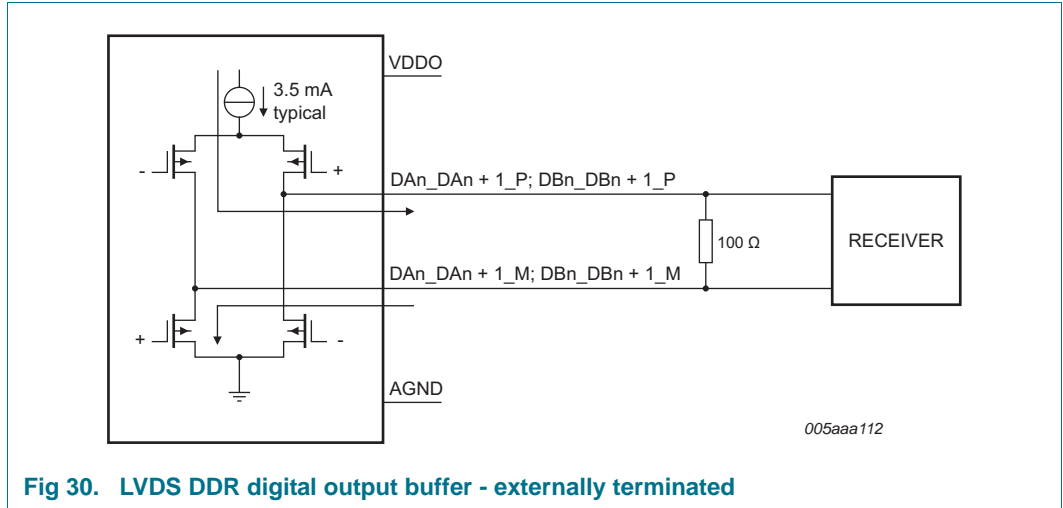 VDDO
3.5 mA
typical
-
+
DAn_DAn + 1_P; DBn_DBn + 1_P
100 Ω
RECEIVER
DAn_DAn + 1_M; DBn_DBn + 1_M
+
-
AGND
005aaa112
Fig 30. LVDS DDR digital output buffer - externally terminated